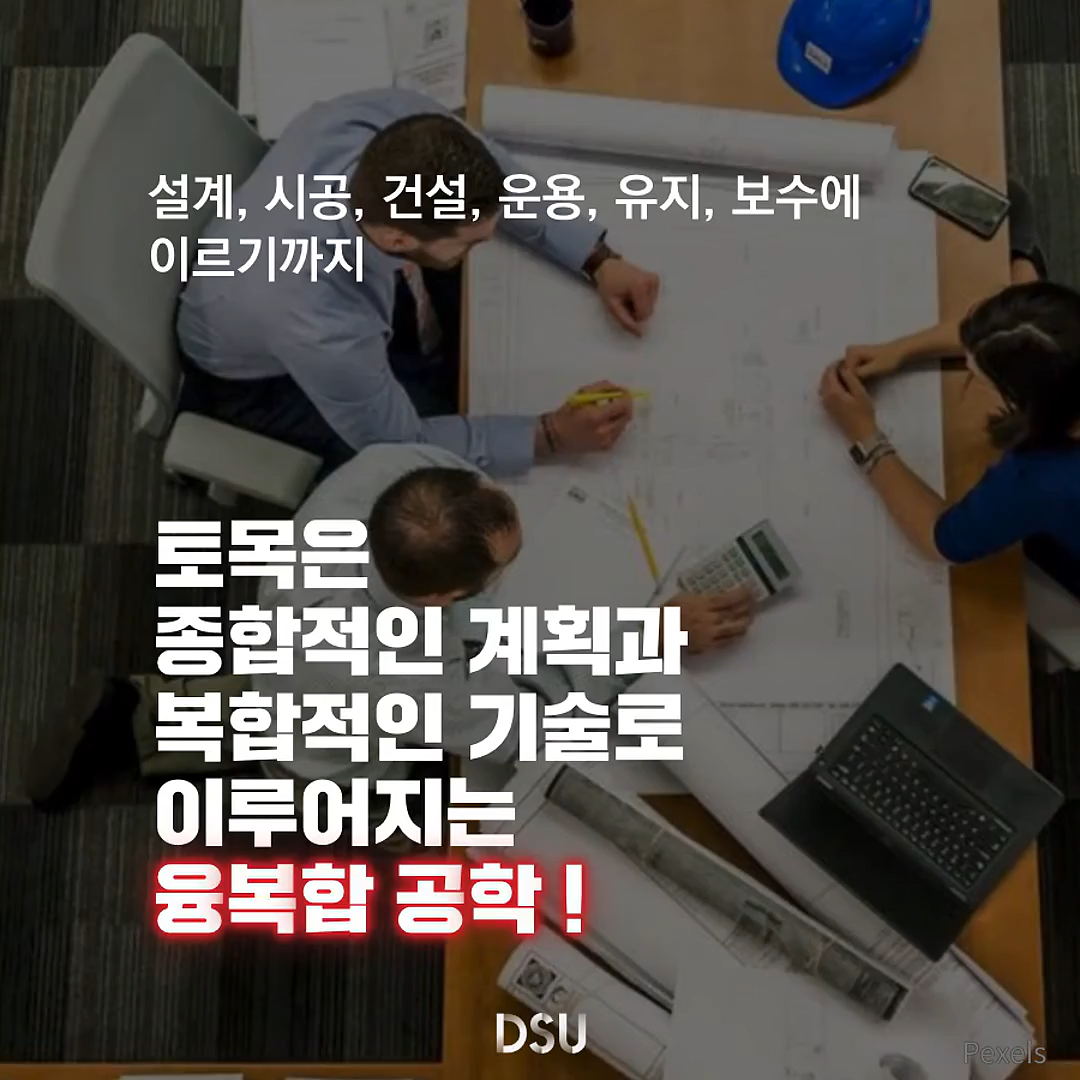 설계, 시공, 건설, 운용, 유지, 보수에
이르기까지
토목은
종합적인 계획과
복합적인 기술로
이루어지는
융복합 공학!
DSU
Pexels